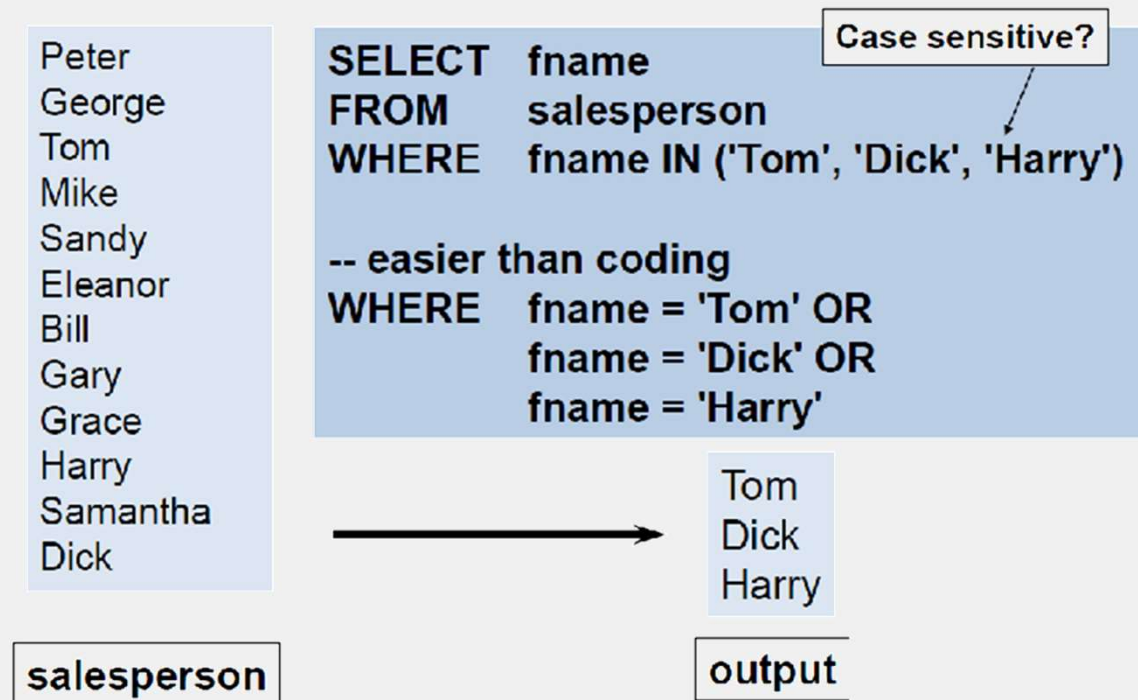 Peter
George
Tom
Mike
Sandy
Eleanor
Bill
Gary
Grace
Harry
Samantha
Dick
salesperson
Case sensitive?
SELECT fname
FROM salesperson
WHERE fname IN ('Tom', 'Dick', 'Harry')
-- easier than coding
WHERE fname = 'Tom' OR
fname = 'Dick' OR
fname = 'Harry'
Tom
Dick
Harry
output